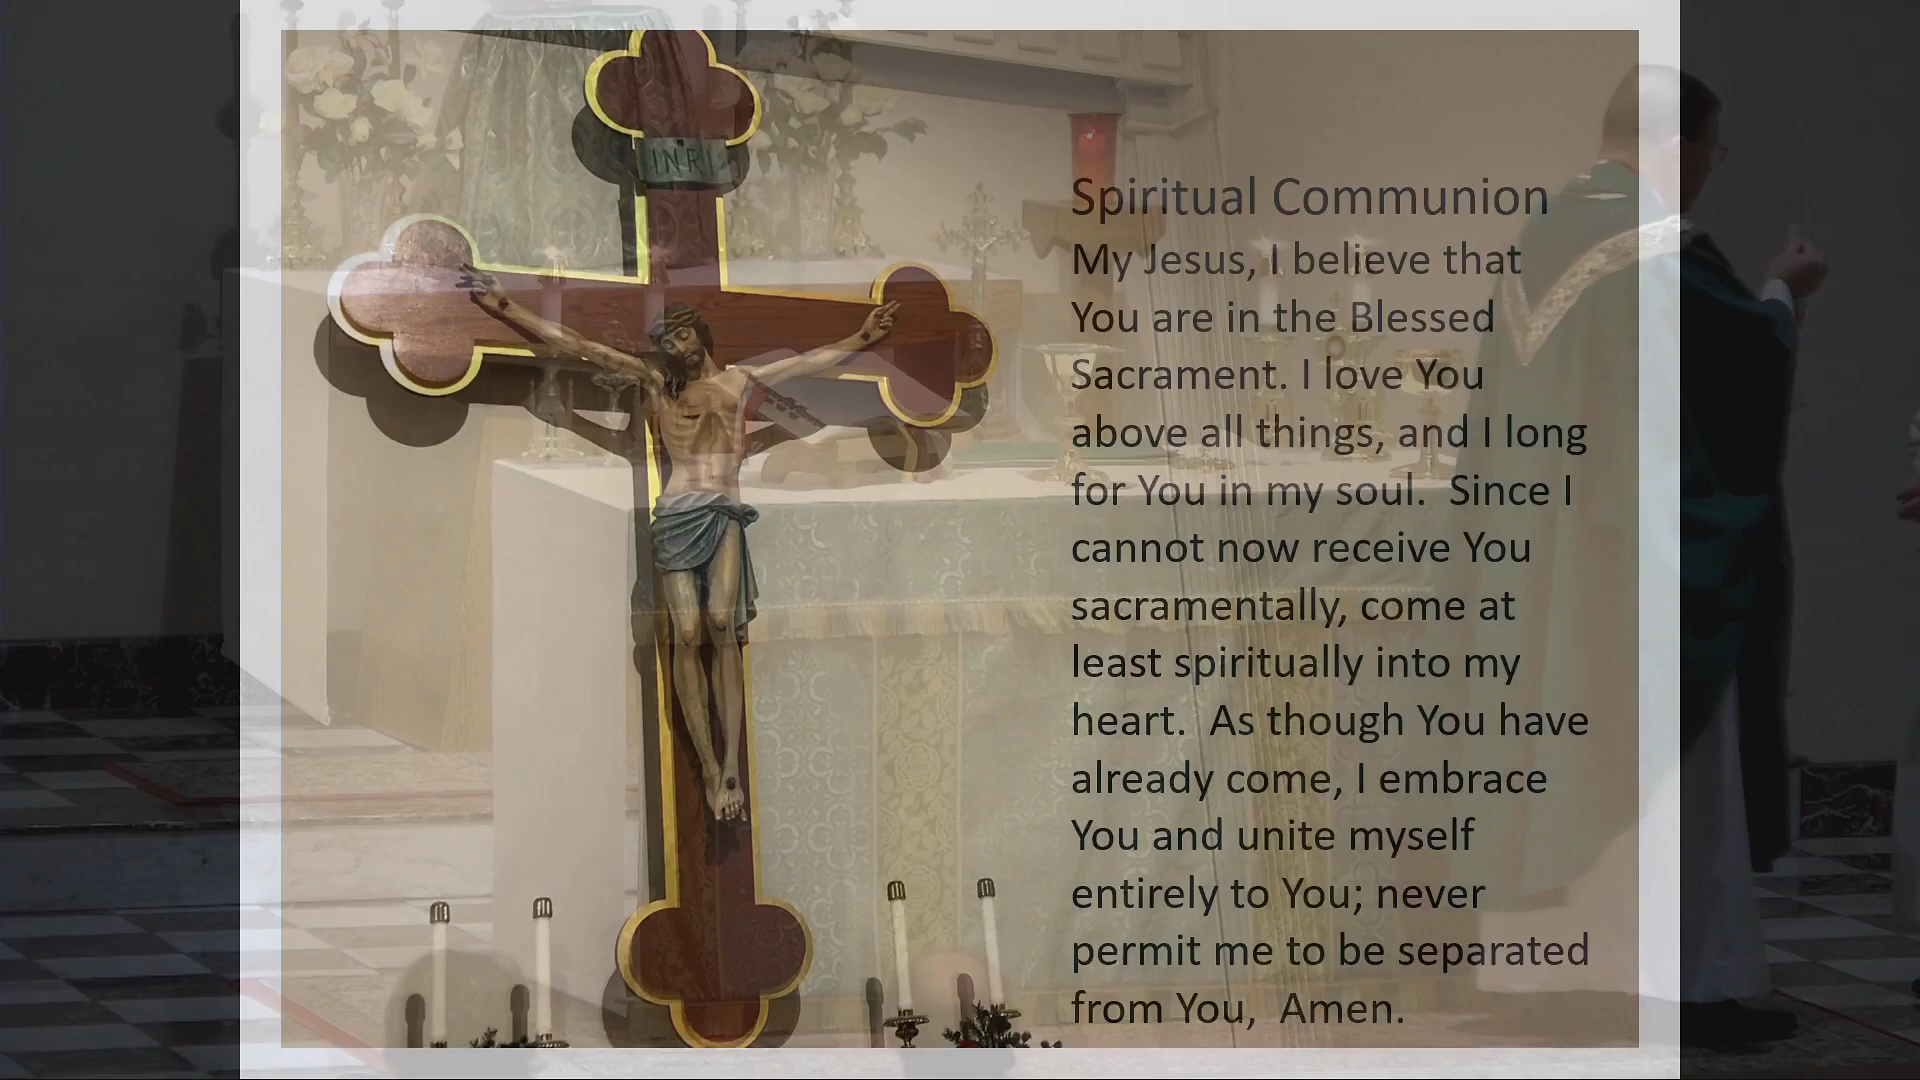 INRI
Spiritual Communion
My Jesus, I believe that
You are in the Blessed
Sacrament. I love You
above all things, and I long
for You in my soul.  Since I
cannot now receive You
sacramentally, come at
least spiritually into my
heart.  As though You have
already come, I embrace
You and unite myself
entirely to You; never
permit me to be separated
from You,  Amen.